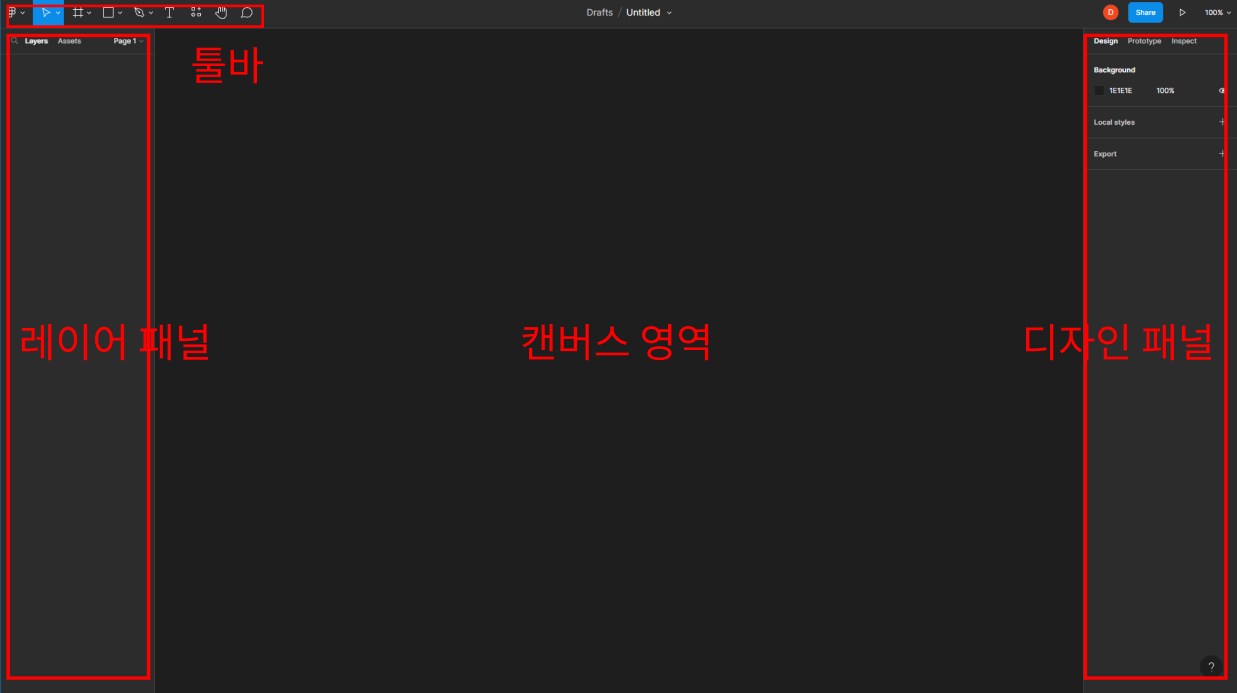 Drafts / Untitled
D
Share
100%
Layers Assets Page 1
툴바
Design Prototype Inspect
Background
1E1E1E 100%
Local styles
Export
레이어 패널
캔버스 영역
디자인 패널
?